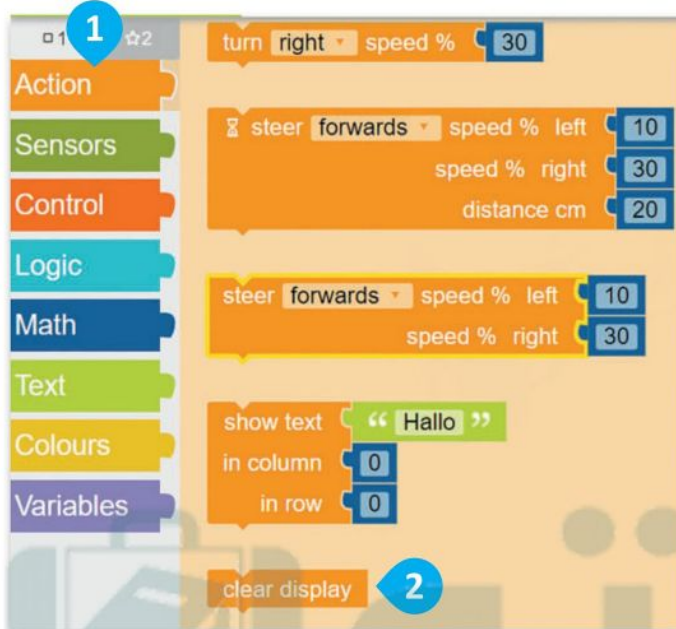 1 1 2
Action
Sensors
Control
Logic
Math
Text
Colours
Variables
turn right speed % 30
steer forwards speed % left 10
speed % right 30
distance cm 20
steer forwards speed % left 10
speed % right 30
show text “ Hallo ”
in column 0
in row 0
clear display 2